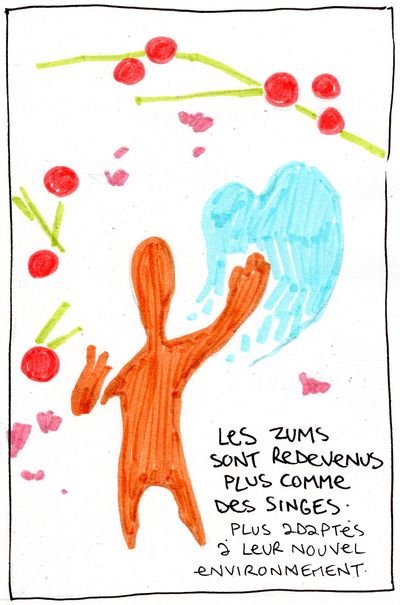 LES ZUMS
SONT REDEVENUS
PLUS COMME
DES SINGES.
PLUS ADAPTÉS
À LEUR NOUVEL
ENVIRONNEMENT.